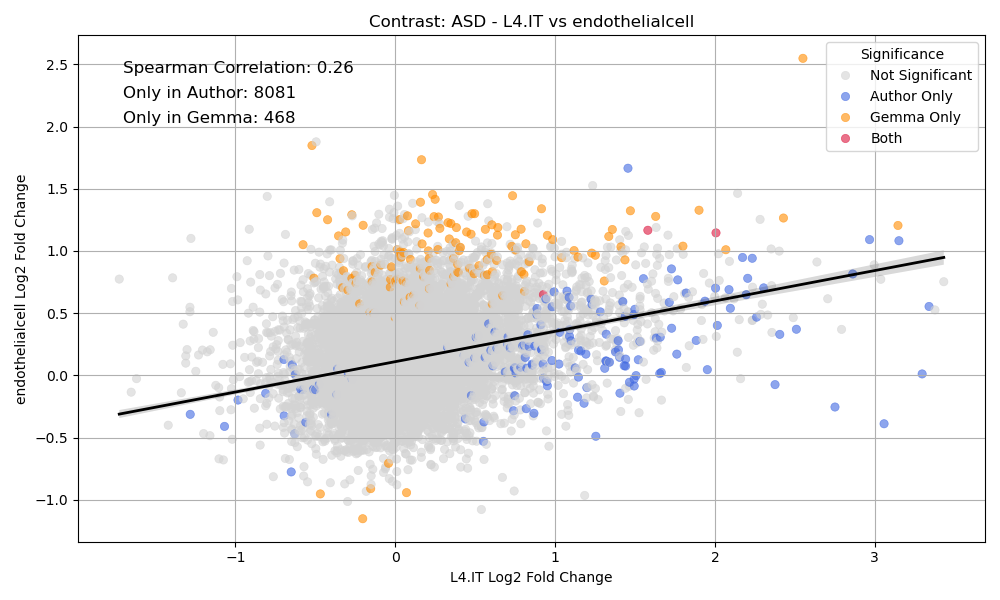 Contrast: ASD - L4.IT vs endothelialcell
Spearman Correlation: 0.26
Only in Author: 8081
Only in Gemma: 468
Significance
Not Significant
Author Only
Gemma Only
Both
endothelialcell Log2 Fold Change
2.5
2.0
1.5
1.0
0.5
0.0
−0.5
−1.0
−1
0
1
2
3
L4.IT Log2 Fold Change